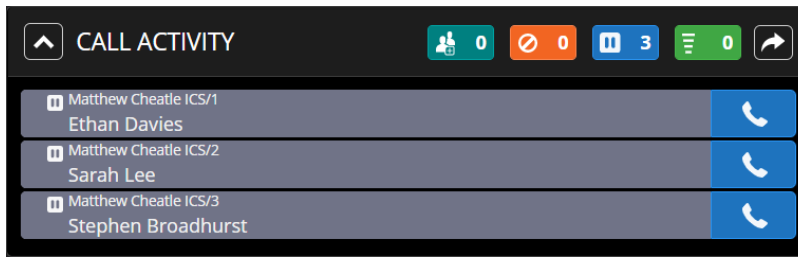 CALL ACTIVITY 0 0 3 0
Matthew Cheatle ICS/1
Ethan Davies
Matthew Cheatle ICS/2
Sarah Lee
Matthew Cheatle ICS/3
Stephen Broadhurst